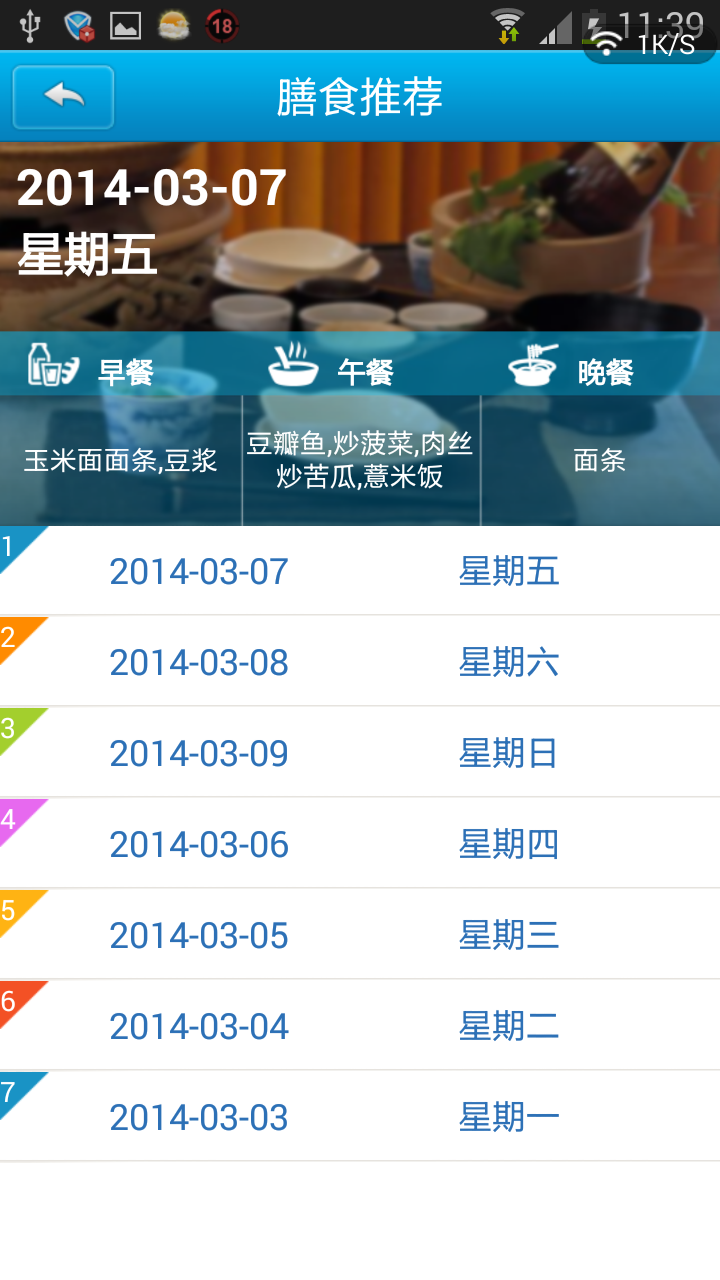 18
11:39
1K/S
膳食推荐
2014-03-07
星期五
早餐 午餐 晚餐
玉米面面条,豆浆
豆瓣鱼,炒菠菜,肉丝
炒苦瓜,薏米饭
面条
1 2014-03-07 星期五
2 2014-03-08 星期六
3 2014-03-09 星期日
4 2014-03-06 星期四
5 2014-03-05 星期三
6 2014-03-04 星期二
7 2014-03-03 星期一